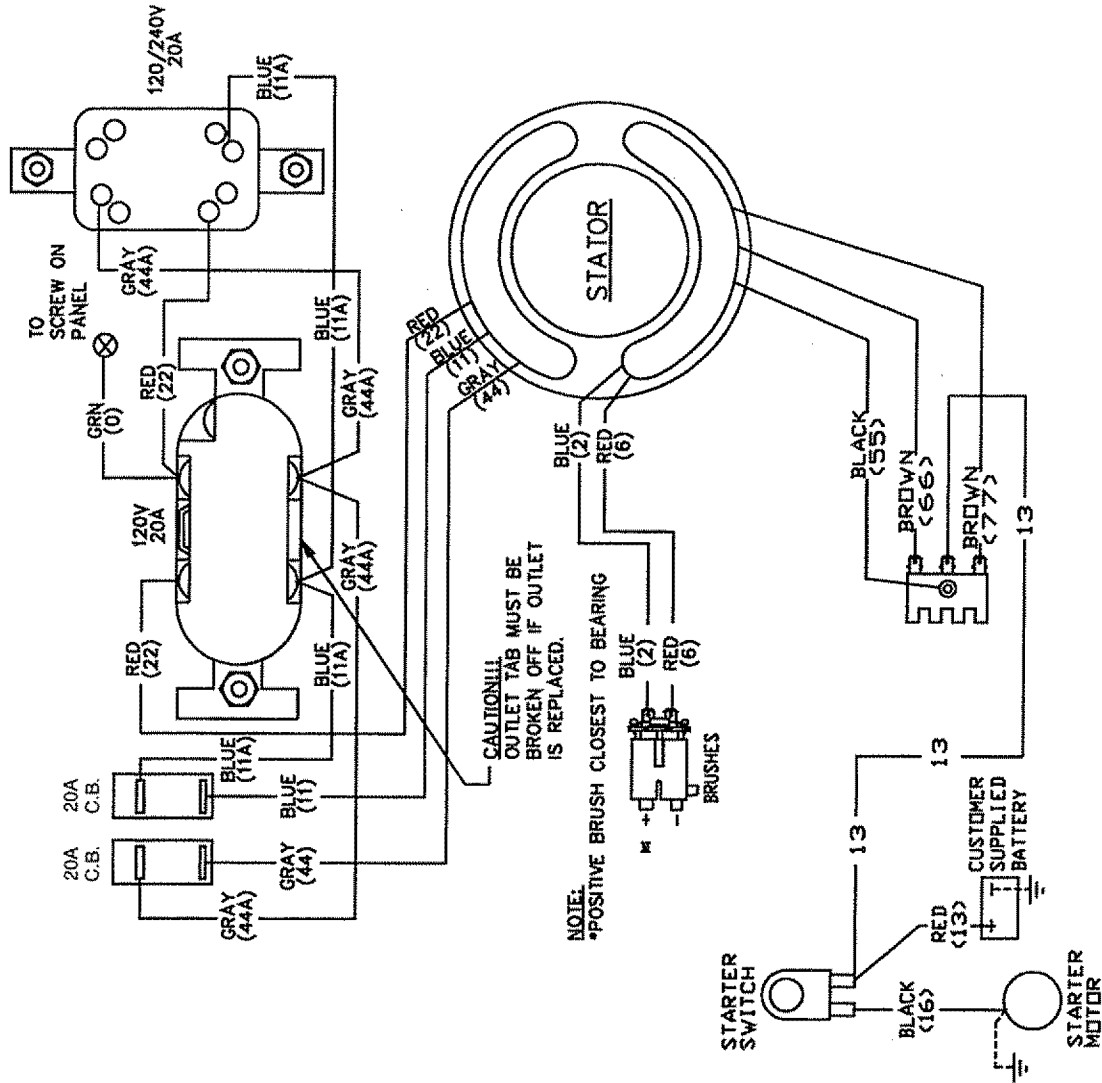 120/240V
20A
BLUE
(11A)
TO
SCREW ON
PANEL
GRAY
(44A)
GRN
(0)
RED
(22)
BLUE
(11A)
GRAY
(44A)
120V
20A
RED
(22)
GRAY
(44A)
BLUE
(11A)
20A
C.B.
20A
C.B.
BLUE
(11A)
BLUE
(11)
GRAY
(44)
GRAY
(44A)
CAUTION!!!
OUTLET TAB MUST BE
BROKEN OFF IF OUTLET
IS REPLACED.
RED
(22)
BLUE
(11)
GRAY
(44)
STATOR
BLUE
(2)
RED
(6)
NOTE:
*POSITIVE BRUSH CLOSEST TO BEARING
BLUE
(2)
RED
(6)
+
-
BRUSHES
BLACK
<55>
BROWN
<66>
BROWN
<77>
13
13
13
STARTER
SWITCH
RED
<13>
CUSTOMER
SUPPLIED
BATTERY
+
-
BLACK
<16>
STARTER
MOTOR